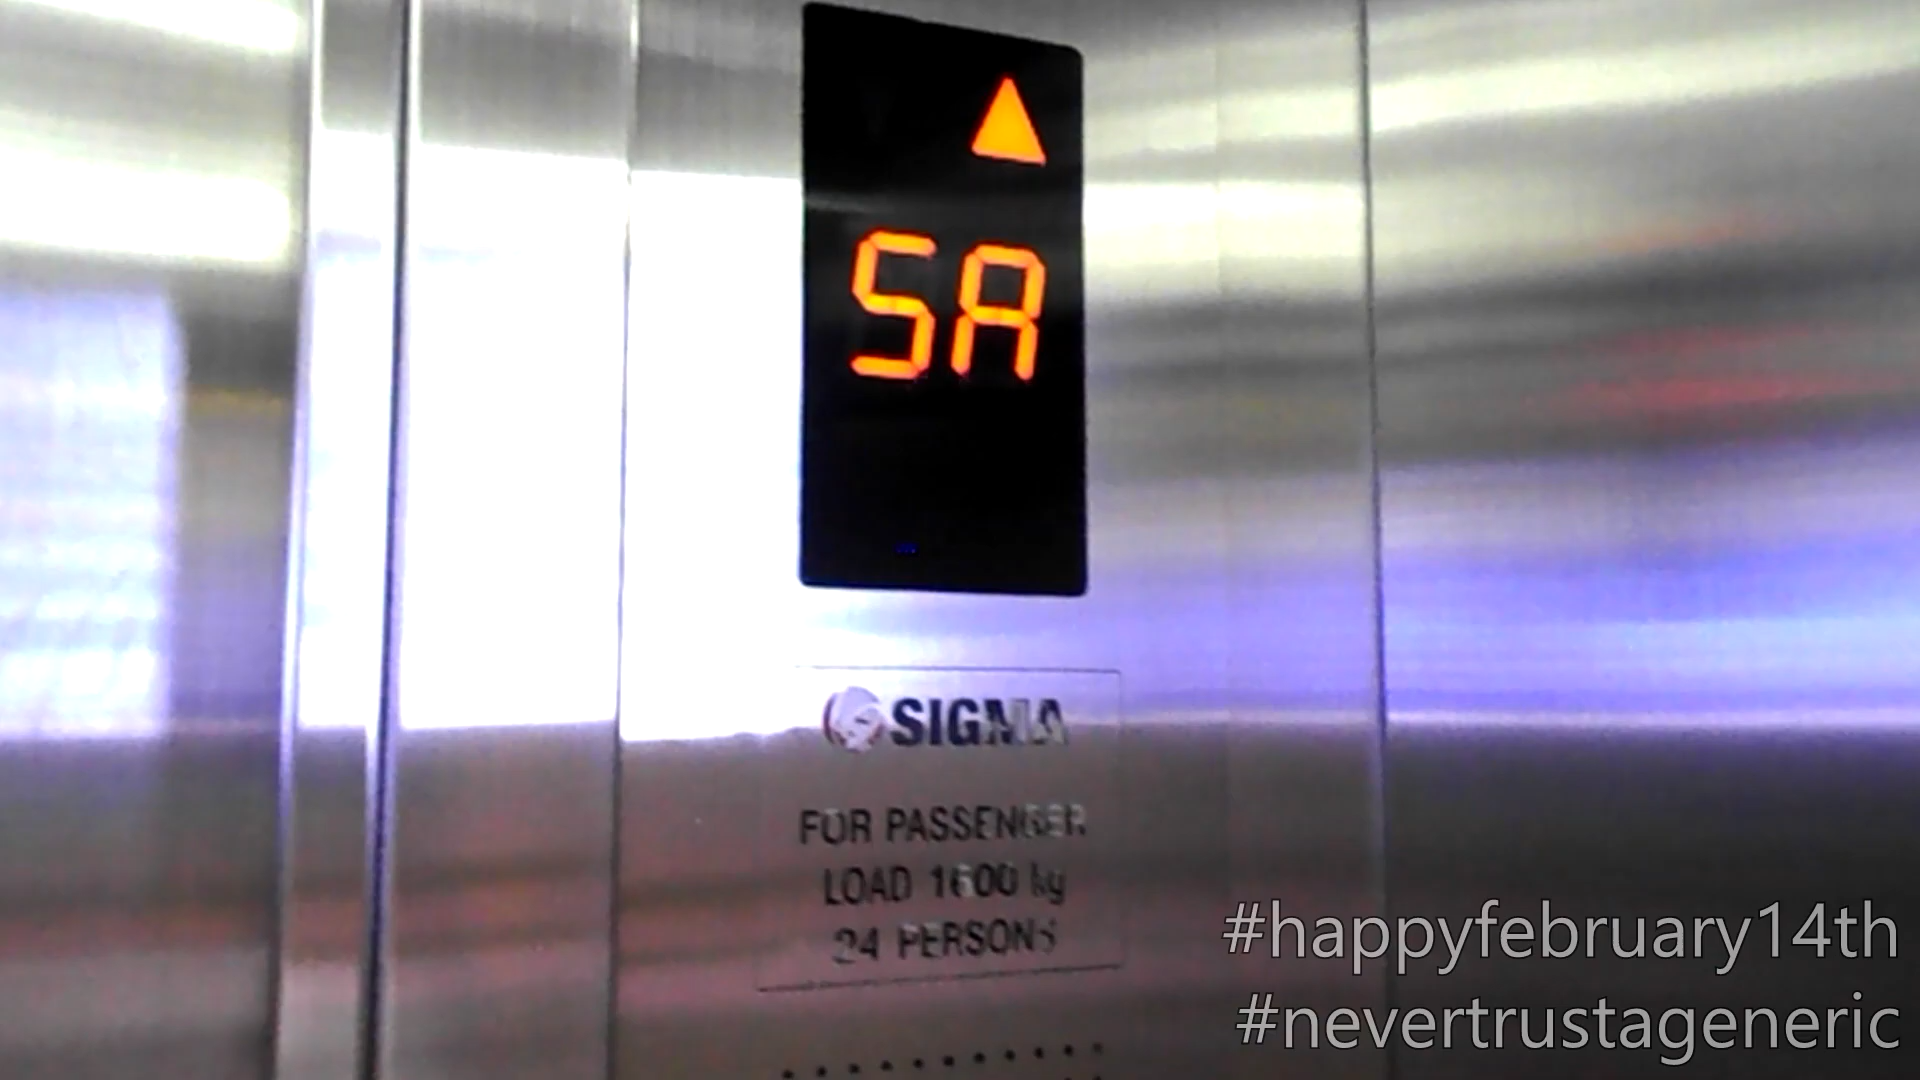 5A
SIGMA
FOR PASSENGER
LOAD 1600 kg
24 PERSONS
#happyfebruary14th
#nevertrustageneric